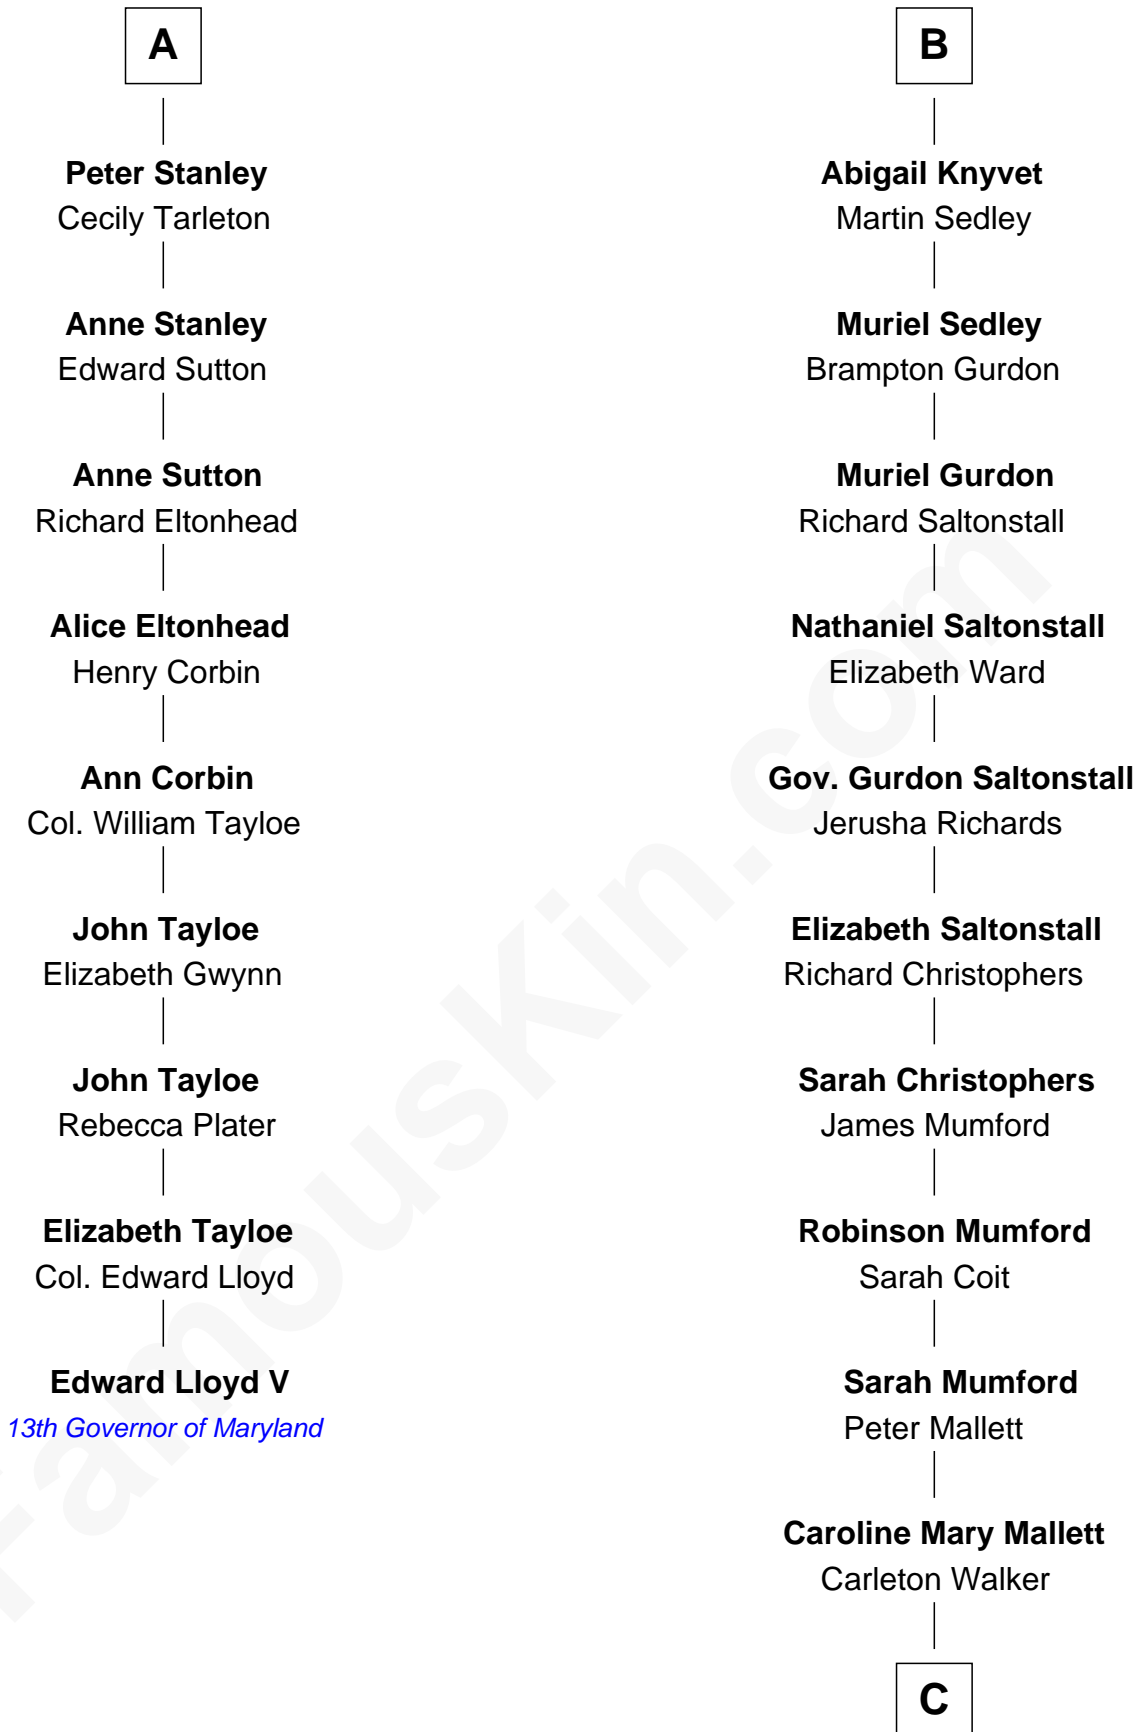 A
Peter Stanley
Cecily Tarleton
Anne Stanley
Edward Sutton
Anne Sutton
Richard Eltonhead
Alice Eltonhead
Henry Corbin
Ann Corbin
Col. William Tayloe
John Tayloe
Elizabeth Gwynn
John Tayloe
Rebecca Plater
Elizabeth Tayloe
Col. Edward Lloyd
Edward Lloyd V
13th Governor of Maryland
B
Abigail Knyvet
Martin Sedley
Muriel Sedley
Brampton Gurdon
Muriel Gurdon
Richard Saltonstall
Nathaniel Saltonstall
Elizabeth Ward
Gov. Gurdon Saltonstall
Jerusha Richards
Elizabeth Saltonstall
Richard Christophers
Sarah Christophers
James Mumford
Robinson Mumford
Sarah Coit
Sarah Mumford
Peter Mallett
Caroline Mary Mallett
Carleton Walker
C
FamousKin.com